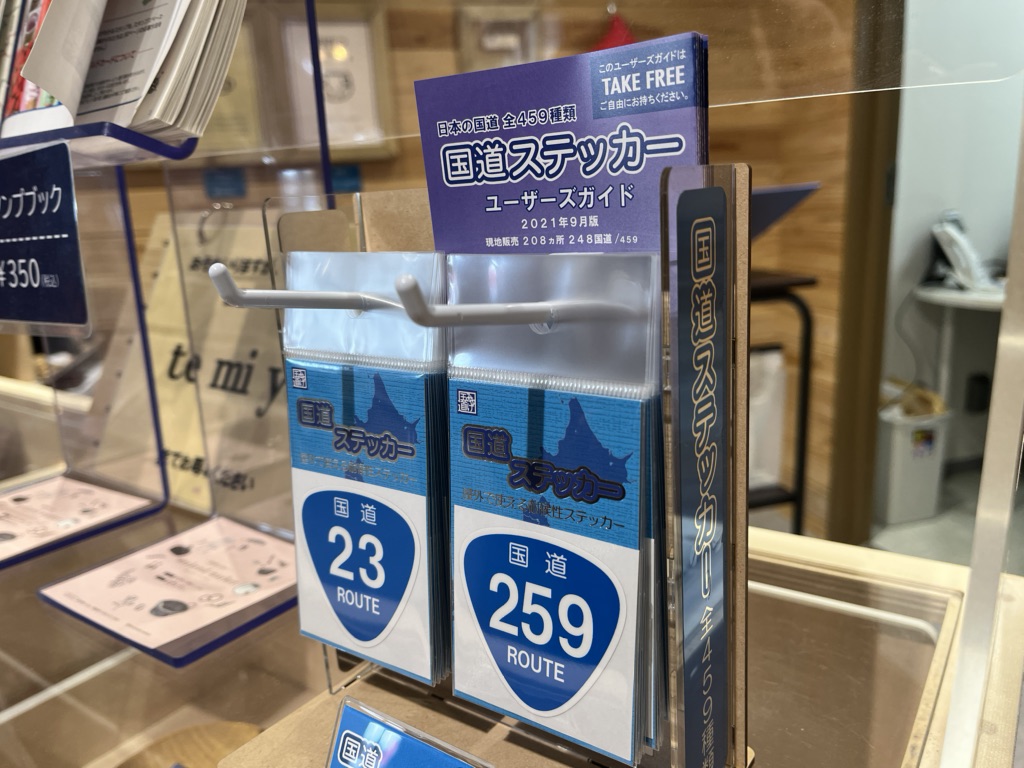 このユーザーズガイドは
TAKE FREE
ご自由にお持ちください。
日本の国道 全459種類
国道ステッカー
ユーザーズガイド
2021年9月版
現地販売 208ヵ所 248国道/459
ンプブック
¥350(税込)
te mi y
国道
ステッカー
国道
23
ROUTE
国道
ステッカー
国道
259
ROUTE
国道ステッカー 全459種類
国道